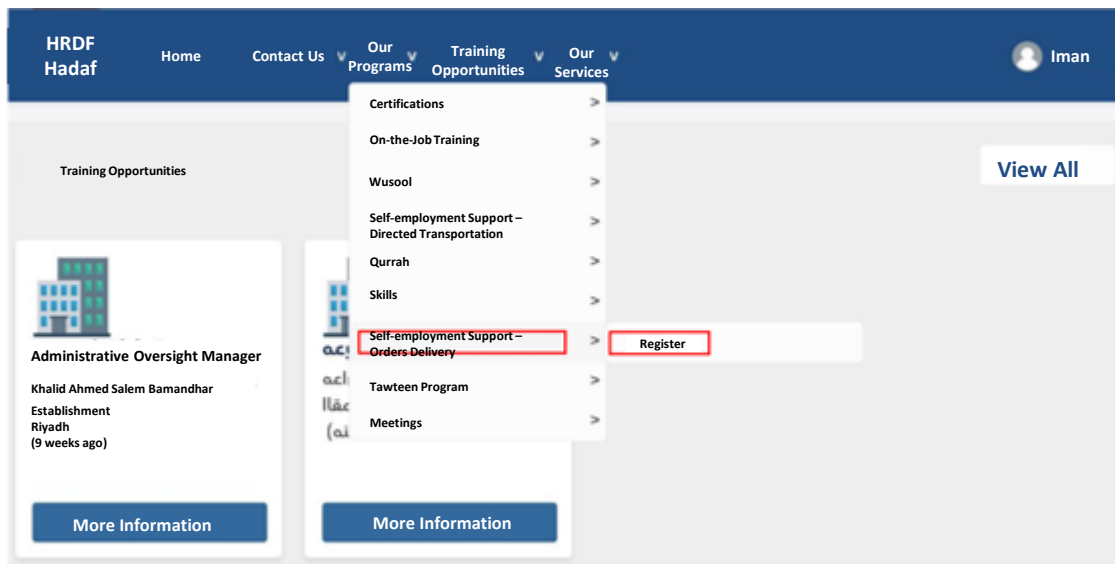 HRDF
Hadaf
Home
Contact Us
Our
Programs
Training
Opportunities
Our
Services
Iman
Certifications
On-the-Job Training
Wusool
Self-employment Support –
Directed Transportation
Qurrah
Skills
Self-employment Support –
Orders Delivery
Register
Tawteen Program
Meetings
Training Opportunities
View All
Administrative Oversight Manager
Khalid Ahmed Salem Bamandhar
Establishment
Riyadh
(9 weeks ago)
More Information
More Information